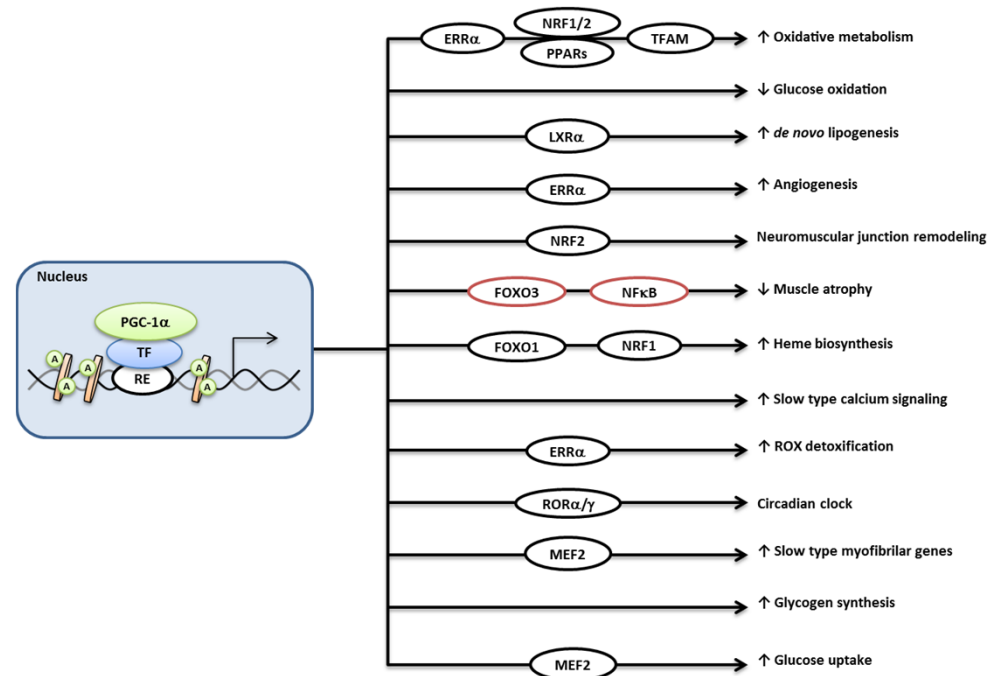 NRF1/2
ERRα
TFAM
PPARs
↑ Oxidative metabolism
↓ Glucose oxidation
LXRα
↑ de novo lipogenesis
ERRα
↑ Angiogenesis
NRF2
Neuromuscular junction remodeling
Nucleus
FOXO3
NFκB
↓ Muscle atrophy
PGC-1α
TF
RE
A
A
A
A
A
FOXO1
NRF1
↑ Heme biosynthesis
↑ Slow type calcium signaling
ERRα
↑ ROX detoxification
RORα/γ
Circadian clock
MEF2
↑ Slow type myofibrilar genes
↑ Glycogen synthesis
MEF2
↑ Glucose uptake